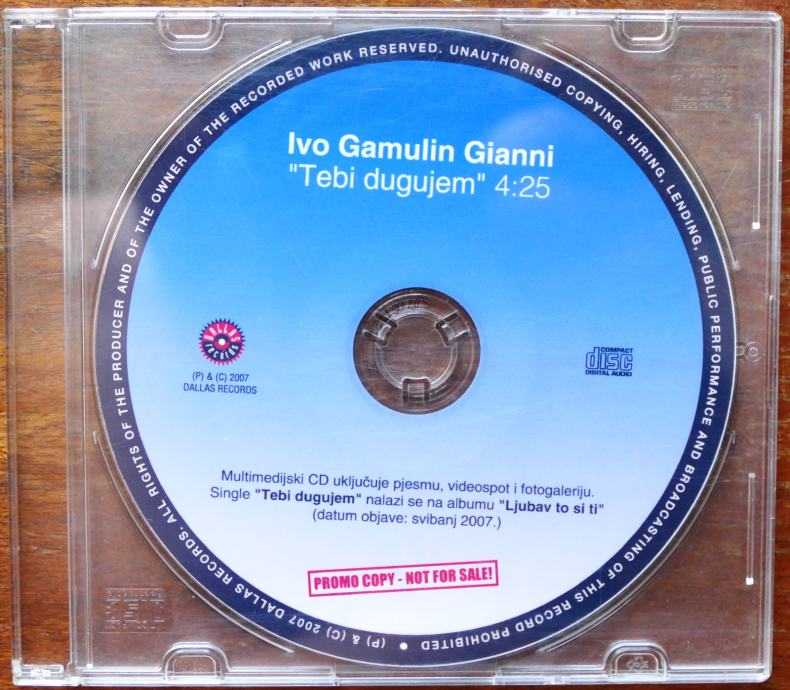 Ivo Gamulin Gianni
"Tebi dugujem" 4:25
DALLAS
RECORDS
(P) & (C) 2007
DALLAS RECORDS
COMPACT
disc
DIGITAL AUDIO
Multimedijski CD uključuje pjesmu, videospot i fotogaleriju.
Single "Tebi dugujem" nalazi se na albumu "Ljubav to si ti"
(datum objave: svibanj 2007.)
PROMO COPY - NOT FOR SALE!
(P) & (C) 2007 DALLAS RECORDS. ALL RIGHTS OF THE PRODUCER AND OF THE OWNER OF THE RECORDED WORK RESERVED. UNAUTHORISED COPYING, HIRING, LENDING, PUBLIC PERFORMANCE AND BROADCASTING OF THIS RECORD PROHIBITED •